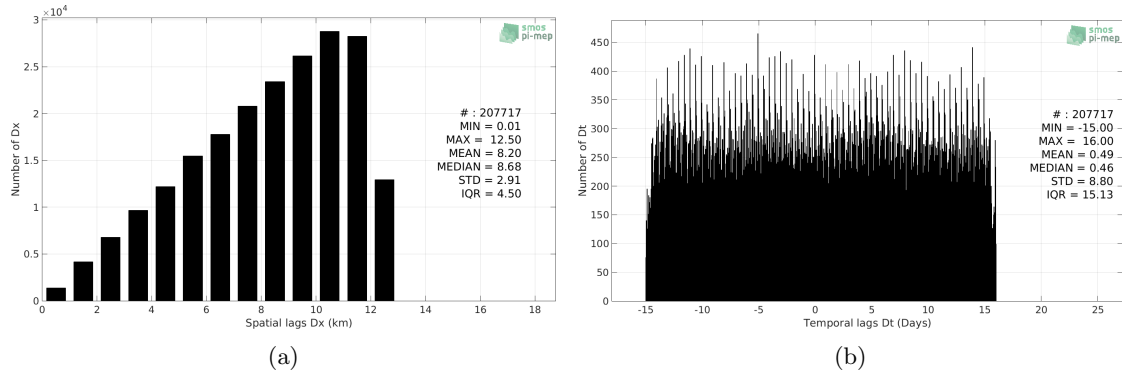 ×10⁴
3
2.5
2
1.5
1
0.5
0
0 2 4 6 8 10 12 14 16 18
Number of Dx
Spatial lags Dx (km)
smos
pi-mep
# : 207717
MIN = 0.01
MAX = 12.50
MEAN = 8.20
MEDIAN = 8.68
STD = 2.91
IQR = 4.50
(a)
450
400
350
300
250
200
150
100
50
0
-15 -10 -5 0 5 10 15 20 25
Number of Dt
Temporal lags Dt (Days)
smos
pi-mep
# : 207717
MIN = -15.00
MAX = 16.00
MEAN = 0.49
MEDIAN = 0.46
STD = 8.80
IQR = 15.13
(b)